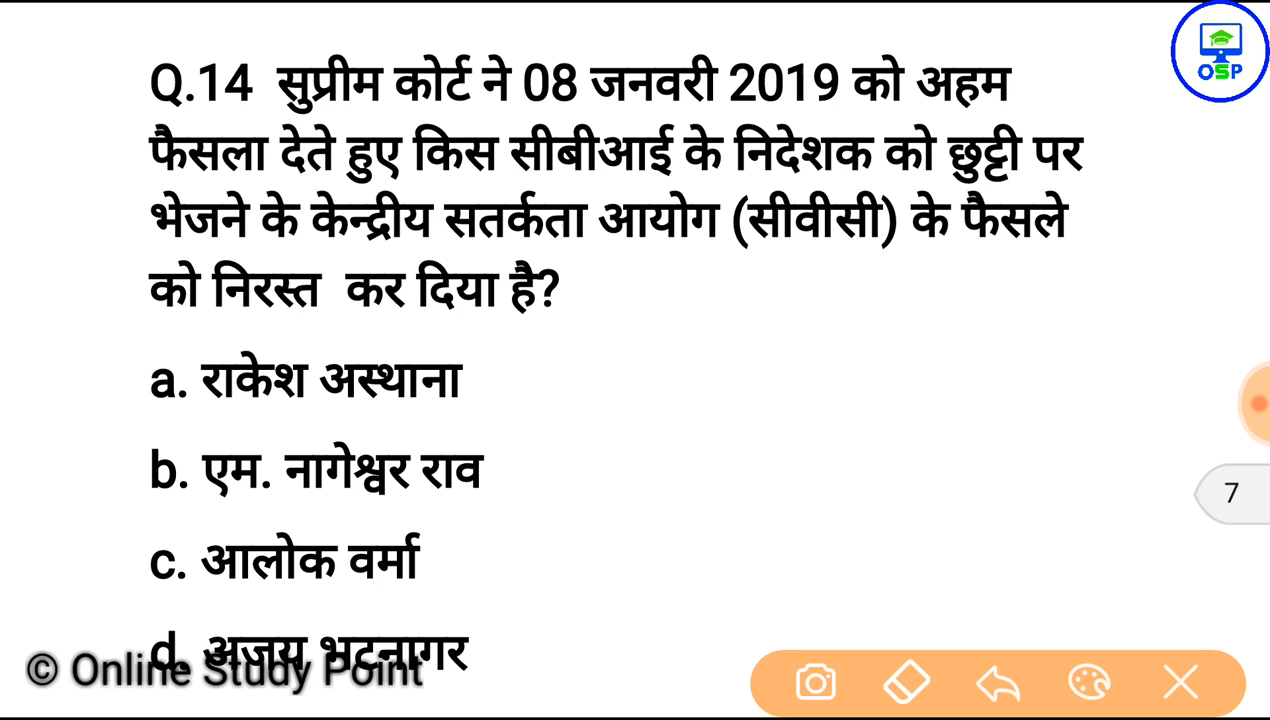 OSP
Q.14 सुप्रीम कोर्ट ने 08 जनवरी 2019 को अहम
फैसला देते हुए किस सीबीआई के निदेशक को छुट्टी पर
भेजने के केन्द्रीय सतर्कता आयोग (सीवीसी) के फैसले
को निरस्त कर दिया है?
a. राकेश अस्थाना
b. एम. नागेश्वर राव
7
c. आलोक वर्मा
d. अजय भटनागर
© Online Study Point